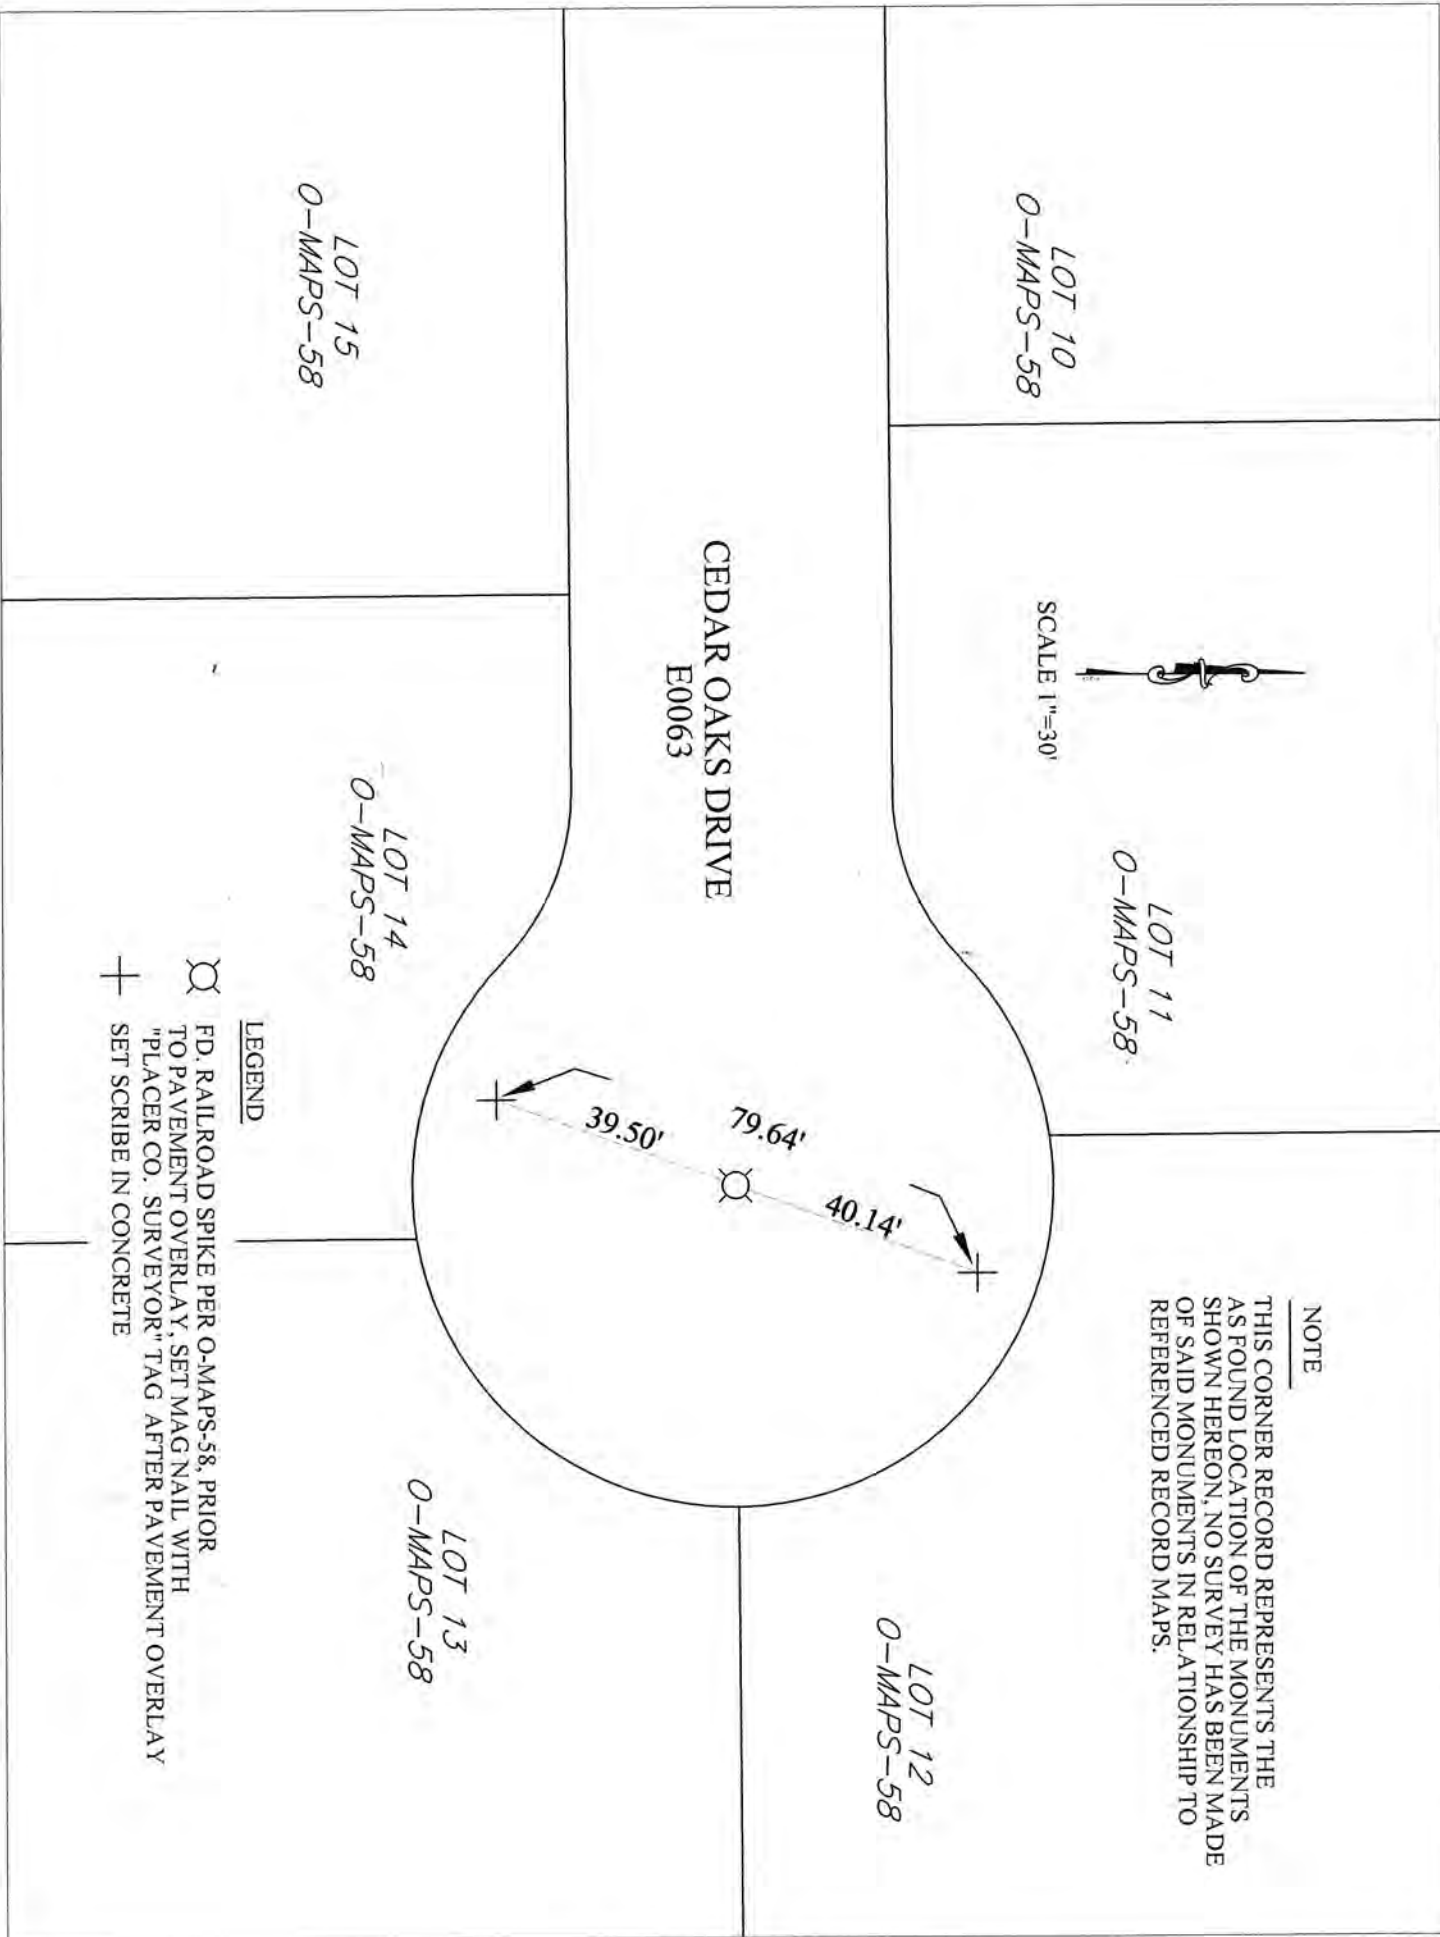 LOT 10
O-MAPS-58
SCALE 1"=30'
LOT 11
O-MAPS-58
NOTE
THIS CORNER RECORD REPRESENTS THE
AS FOUND LOCATION OF THE MONUMENTS
SHOWN HEREON, NO SURVEY HAS BEEN MADE
OF SAID MONUMENTS IN RELATIONSHIP TO
REFERENCED RECORD MAPS.
CEDAR OAKS DRIVE
E0063
79.64'
40.14'
39.50'
LOT 12
O-MAPS-58
LOT 15
O-MAPS-58
LOT 14
O-MAPS-58
LOT 13
O-MAPS-58
LEGEND
FD. RAILROAD SPIKE PER O-MAPS-58, PRIOR
TO PAVEMENT OVERLAY, SET MAG NAIL WITH
"PLACER CO. SURVEYOR" TAG AFTER PAVEMENT OVERLAY
SET SCRIBE IN CONCRETE